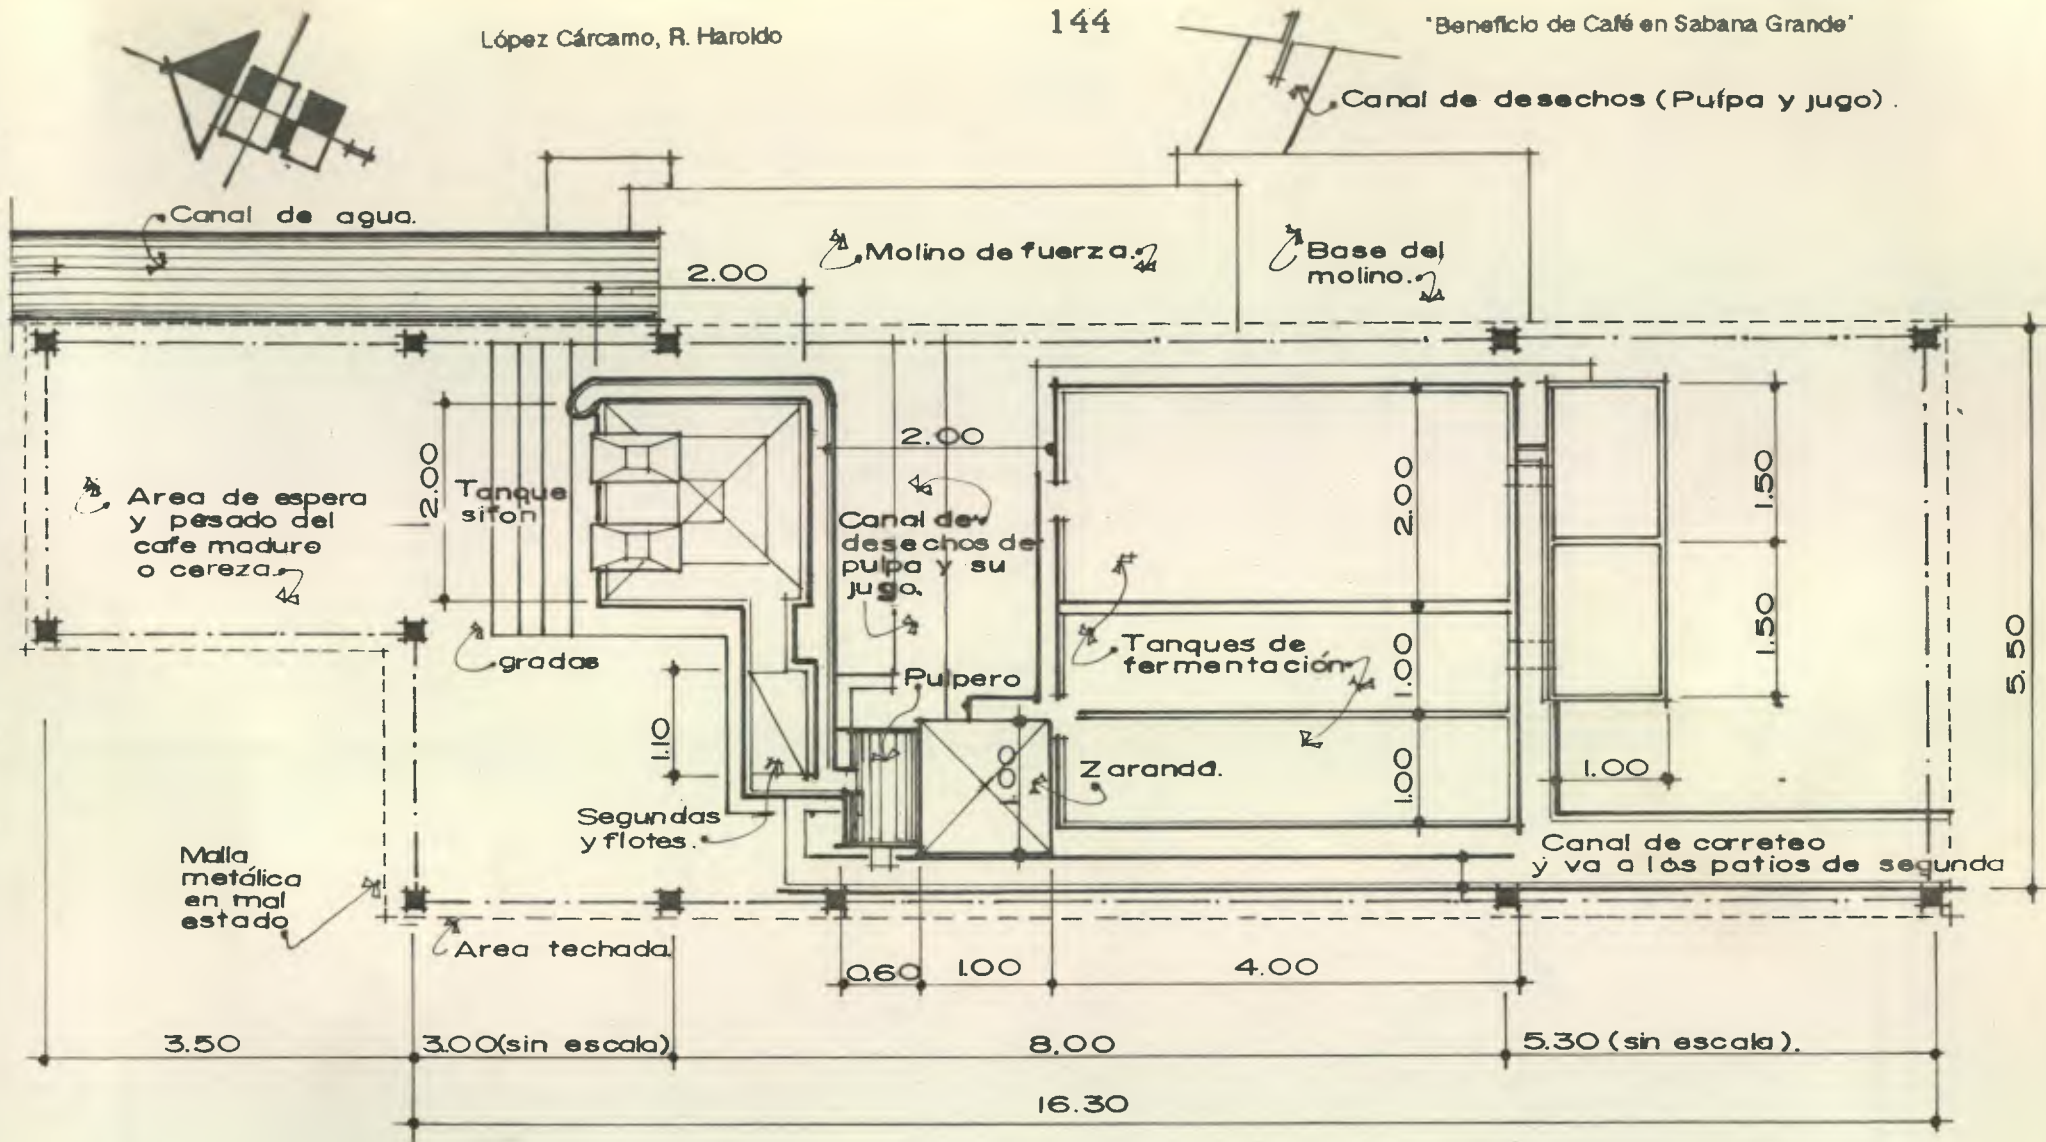 López Cárcamo, R. Haroldo
144
"Beneficio de Café en Sabana Grande"
Canal de desechos (Pulpa y jugo).
Canal de agua.
Molino de fuerza.
Base del
molino.
2.00
2.00
2.00
Tanque
sifón
Area de espera
y pesado del
cafe maduro
o cereza.
Canal de
desechos de
pulpa y su
jugo.
2.00
1.50
1.50
5.50
gradas
Pulpero
Tanques de
fermentación.
1.00
1.10
1.00
Zaranda.
1.00
1.00
Segundas
y flotes.
Canal de correteo
y va a los patios de segunda
Malla
metálica
en mal
estado
Area techada.
0.60
1.00
4.00
3.50
3.00 (sin escala)
8.00
5.30 (sin escala).
16.30